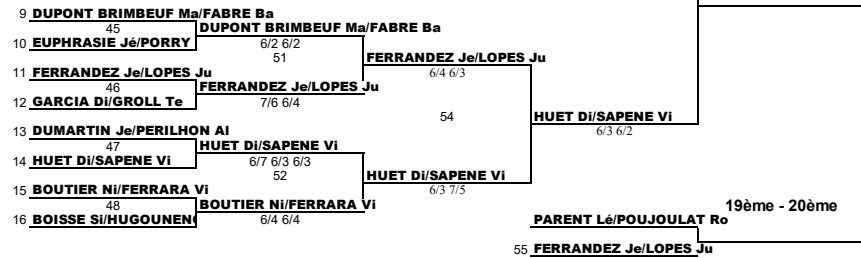 9 DUPONT BRIMBEUF Ma/FABRE Ba
45 DUPONT BRIMBEUF Ma/FABRE Ba
10 EUPHRASIE Jé/PORRY 6/2 6/2
51 FERRANDEZ Je/LOPES Ju
11 FERRANDEZ Je/LOPES Ju 6/4 6/3
46 FERRANDEZ Je/LOPES Ju
12 GARCIA Di/GROLL Te 7/6 6/4
54 HUET Di/SAPENE Vi
13 DUMARTIN Je/PERILHON Al 6/3 6/2
47 HUET Di/SAPENE Vi
14 HUET Di/SAPENE Vi 6/7 6/3 6/3
52 HUET Di/SAPENE Vi
15 BOUTIER Ni/FERRARA Vi 6/3 7/5
48 BOUTIER Ni/FERRARA Vi 19ème - 20ème
16 BOISSE Si/HUGOUNEN 6/4 6/4 PARENT Lé/POUJOULAT Ro
55 FERRANDEZ Je/LOPES Ju